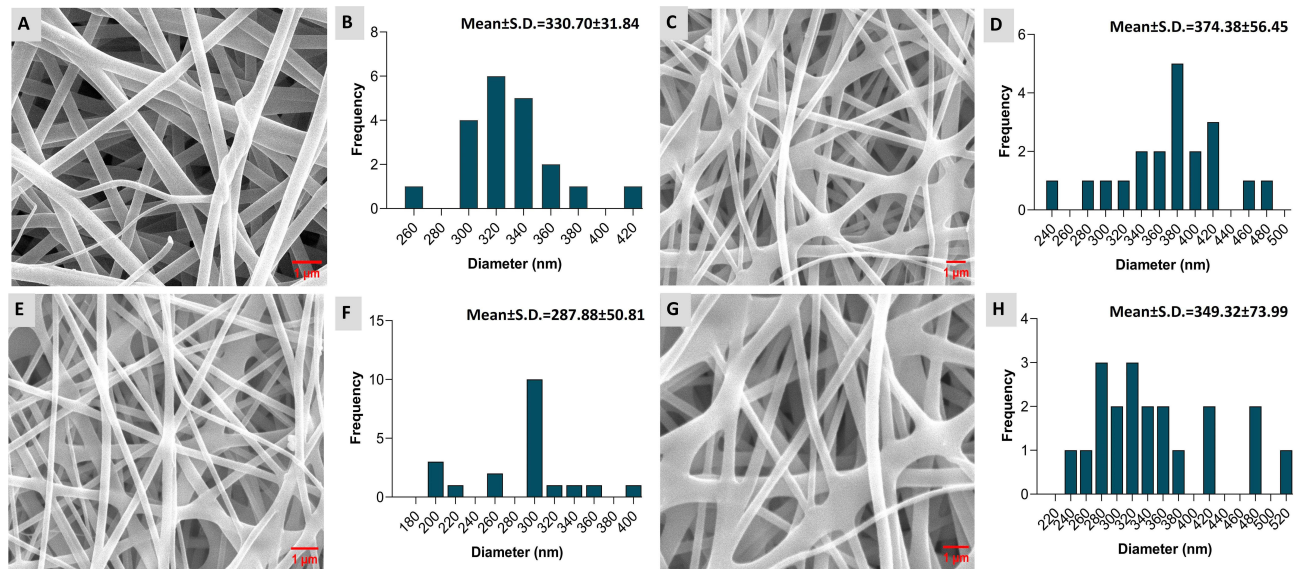 A
1 µm
B
Mean±S.D.=330.70±31.84
Frequency
8
6
4
2
0
260 280 300 320 340 360 380 400 420
Diameter (nm)
C
1 µm
D
Mean±S.D.=374.38±56.45
Frequency
6
4
2
0
240 260 280 300 320 340 360 380 400 420 440 460 480 500
Diameter (nm)
E
1 µm
F
Mean±S.D.=287.88±50.81
Frequency
15
10
5
0
180 200 220 240 260 280 300 320 340 360 380 400
Diameter (nm)
G
1 µm
H
Mean±S.D.=349.32±73.99
Frequency
4
3
2
1
0
220 240 260 280 300 320 340 360 380 400 420 440 460 480 500 520
Diameter (nm)